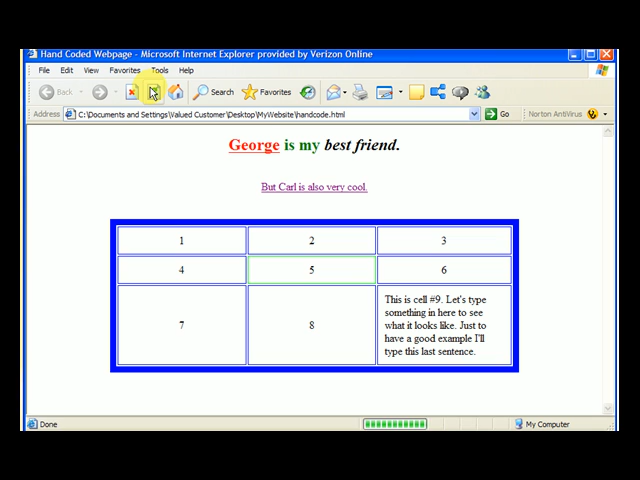 Hand Coded Webpage - Microsoft Internet Explorer provided by Verizon Online
File Edit View Favorites Tools Help
Back Search Favorites
Address C:\Documents and Settings\Valued Customer\Desktop\MyWebsite\handcode.html Go Norton AntiVirus
George is my best friend.
But Carl is also very cool.
1 2 3
4 5 6
7 8
This is cell #9. Let's type
something in here to see
what it looks like. Just to
have a good example I'll
type this last sentence.
Done My Computer